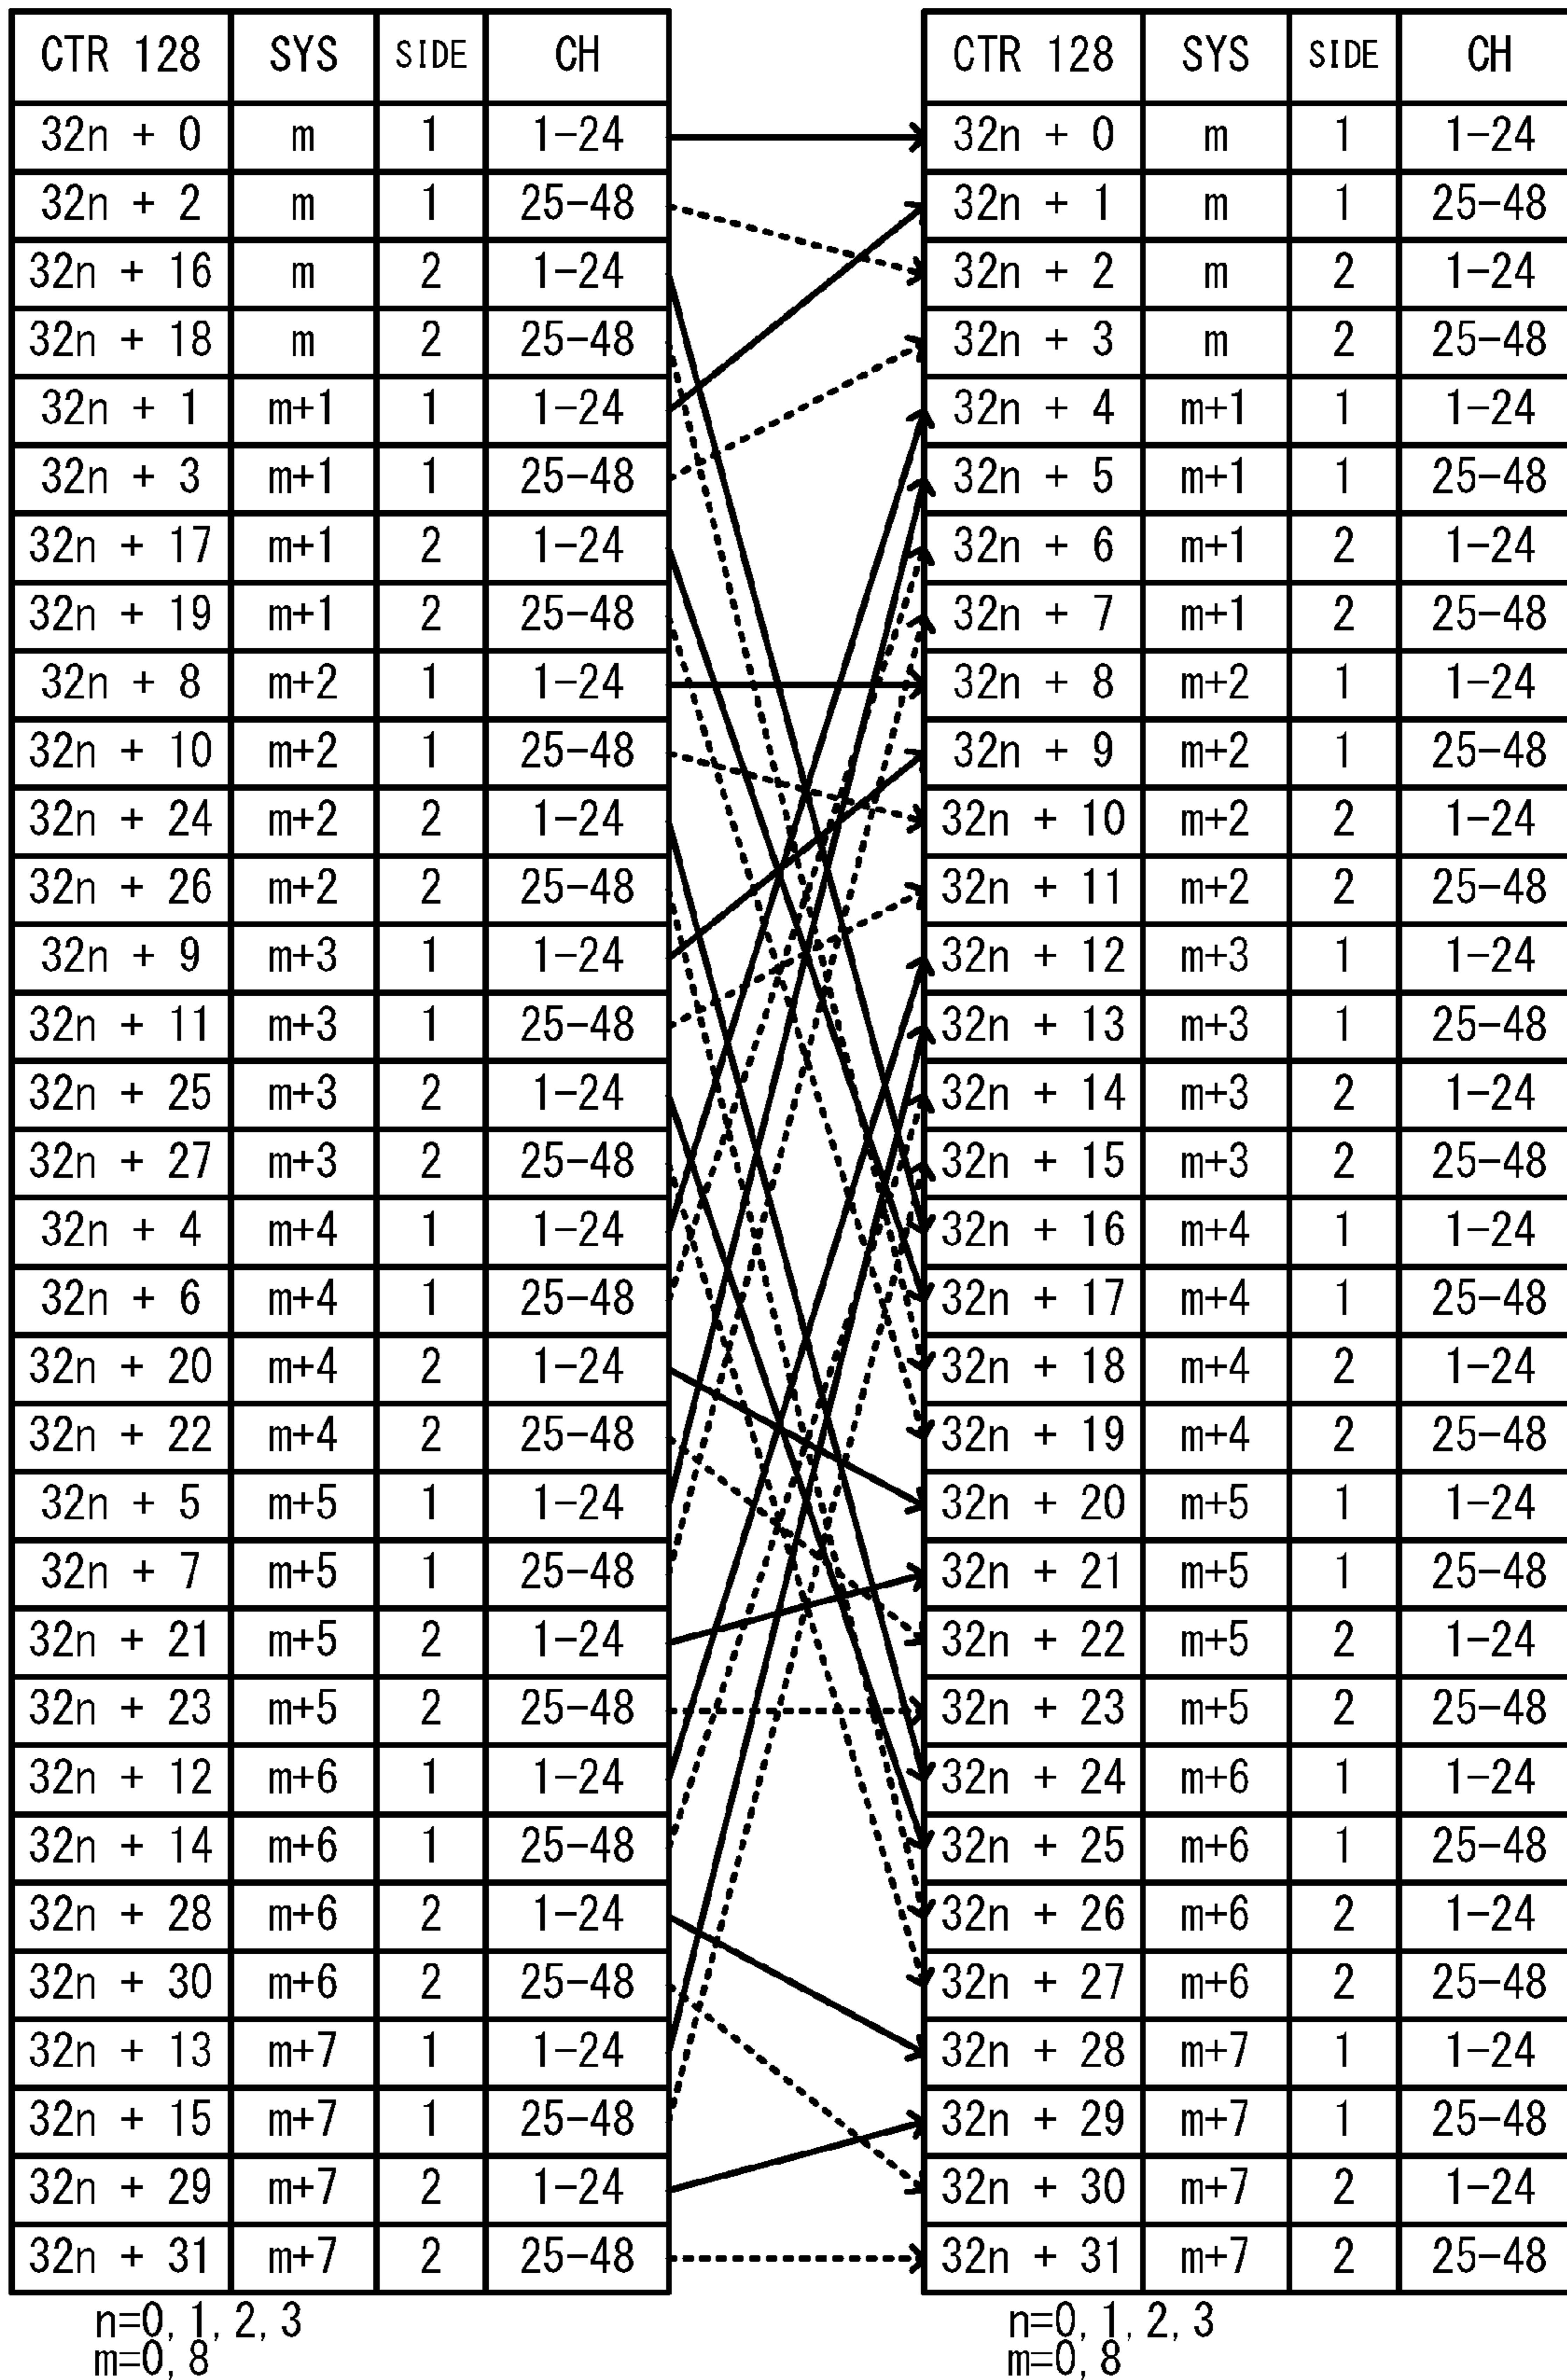 CTR 128 SYS SIDE CH CTR 128 SYS SIDE CH
32n + 0 m 1 1-24 32n + 0 m 1 1-24
32n + 2 m 1 25-48 32n + 1 m 1 25-48
32n + 16 m 2 1-24 32n + 2 m 2 1-24
32n + 18 m 2 25-48 32n + 3 m 2 25-48
32n + 1 m+1 1 1-24 32n + 4 m+1 1 1-24
32n + 3 m+1 1 25-48 32n + 5 m+1 1 25-48
32n + 17 m+1 2 1-24 32n + 6 m+1 2 1-24
32n + 19 m+1 2 25-48 32n + 7 m+1 2 25-48
32n + 8 m+2 1 1-24 32n + 8 m+2 1 1-24
32n + 10 m+2 1 25-48 32n + 9 m+2 1 25-48
32n + 24 m+2 2 1-24 32n + 10 m+2 2 1-24
32n + 26 m+2 2 25-48 32n + 11 m+2 2 25-48
32n + 9 m+3 1 1-24 32n + 12 m+3 1 1-24
32n + 11 m+3 1 25-48 32n + 13 m+3 1 25-48
32n + 25 m+3 2 1-24 32n + 14 m+3 2 1-24
32n + 27 m+3 2 25-48 32n + 15 m+3 2 25-48
32n + 4 m+4 1 1-24 32n + 16 m+4 1 1-24
32n + 6 m+4 1 25-48 32n + 17 m+4 1 25-48
32n + 20 m+4 2 1-24 32n + 18 m+4 2 1-24
32n + 22 m+4 2 25-48 32n + 19 m+4 2 25-48
32n + 5 m+5 1 1-24 32n + 20 m+5 1 1-24
32n + 7 m+5 1 25-48 32n + 21 m+5 1 25-48
32n + 21 m+5 2 1-24 32n + 22 m+5 2 1-24
32n + 23 m+5 2 25-48 32n + 23 m+5 2 25-48
32n + 12 m+6 1 1-24 32n + 24 m+6 1 1-24
32n + 14 m+6 1 25-48 32n + 25 m+6 1 25-48
32n + 28 m+6 2 1-24 32n + 26 m+6 2 1-24
32n + 30 m+6 2 25-48 32n + 27 m+6 2 25-48
32n + 13 m+7 1 1-24 32n + 28 m+7 1 1-24
32n + 15 m+7 1 25-48 32n + 29 m+7 1 25-48
32n + 29 m+7 2 1-24 32n + 30 m+7 2 1-24
32n + 31 m+7 2 25-48 32n + 31 m+7 2 25-48
n=0, 1, 2, 3 n=0, 1, 2, 3
m=0, 8 m=0, 8